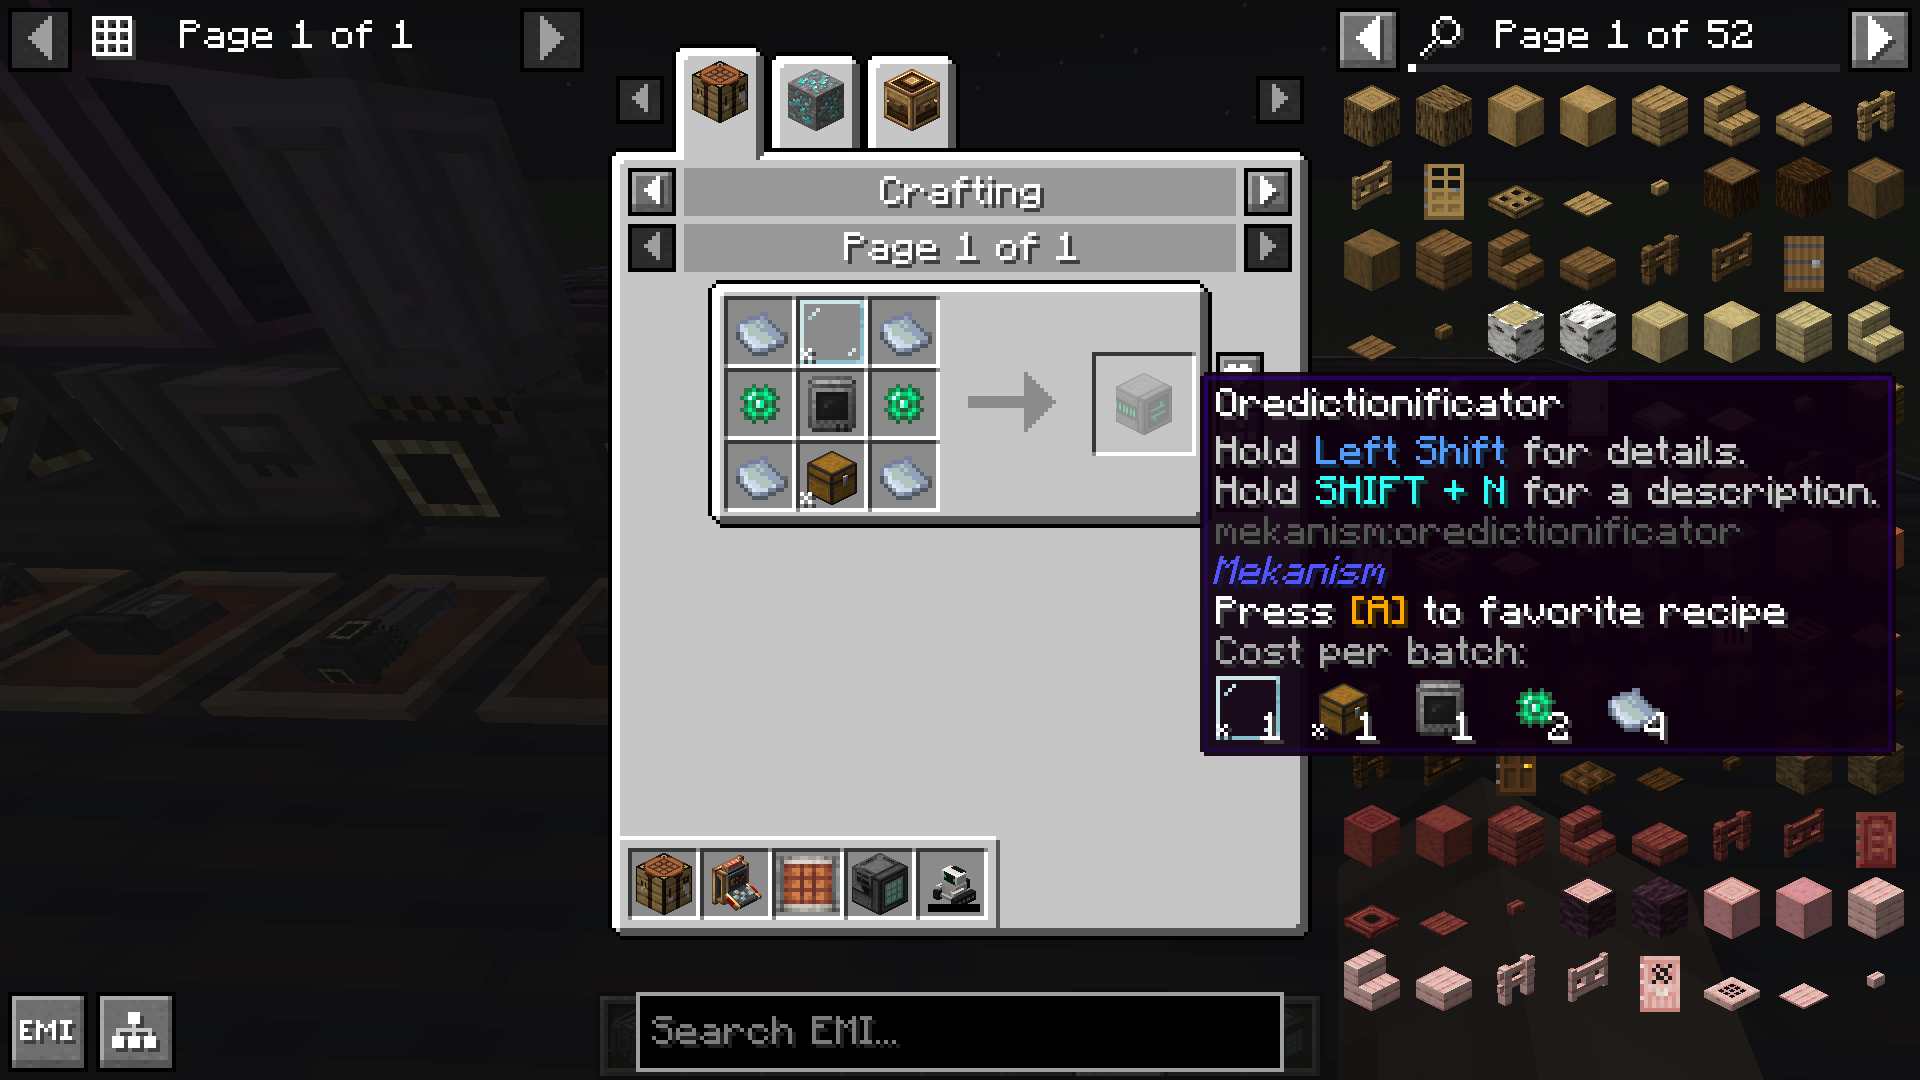 Page 1 of 1
Page 1 of 52
Crafting
Page 1 of 1
Oredictionificator
Hold Left Shift for details.
Hold SHIFT + N for a description.
mekanism:oredictionificator
Mekanism
Press [A] to favorite recipe
Cost per batch:
1 1 1 2 4
EMI
Search EMI...